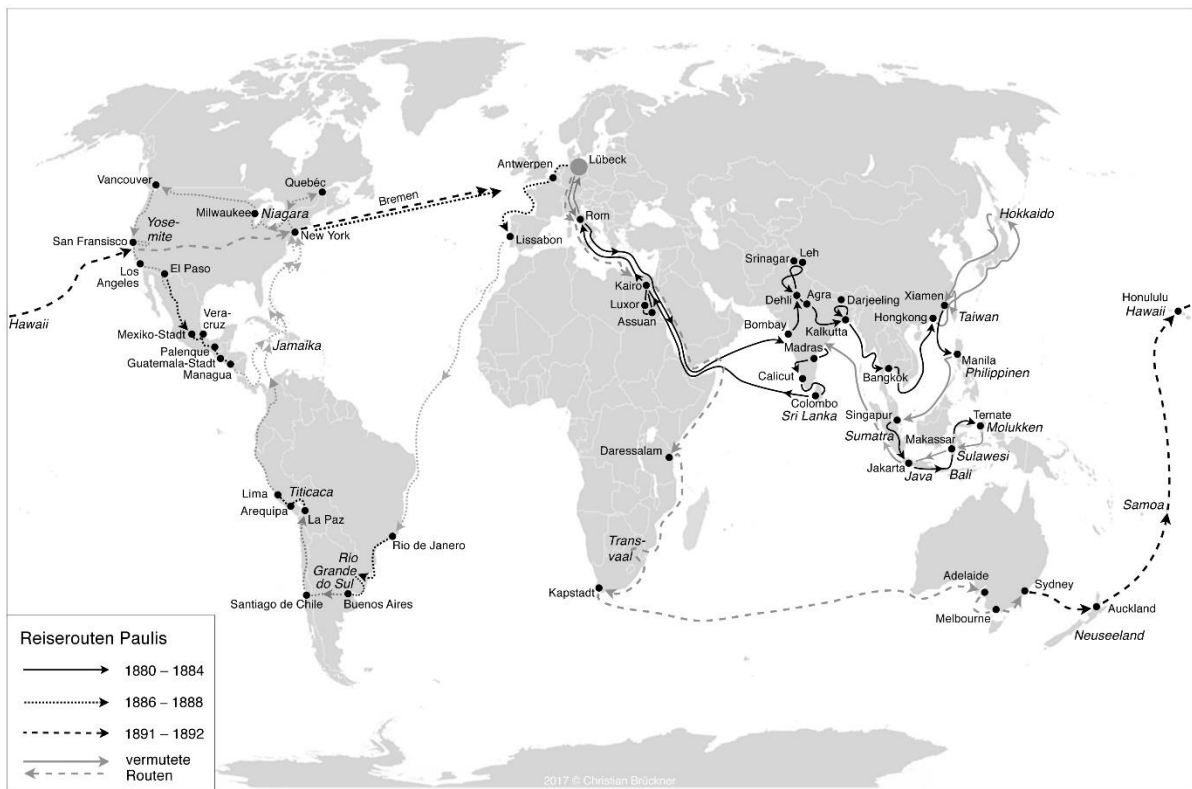 Antwerpen
Lübeck
Vancouver
Quebéc
Bremen
Milwaukee
Niagara
Yose-
mite
New York
San Fransisco
Los
Angeles
El Paso
Rom
Lissabon
Hokkaido
Srinagar
Leh
Kairo
Luxor
Assuan
Dehli
Agra
Darjeeling
Xiamen
Hongkong
Taiwan
Bombay
Kalkutta
Madras
Manila
Philippinen
Calicut
Bangkok
Colombo
Sri Lanka
Honululu
Hawaii
Hawaii
Mexiko-Stadt
Vera-
cruz
Palenque
Guatemala-Stadt
Managua
Jamaika
Singapur
Sumatra
Ternate
Molukken
Makassar
Sulawesi
Jakarta
Java
Bali
Daressalam
Lima
Titicaca
Arequipa
La Paz
Samoa
Rio de Janero
Rio
Grande
do Sul
Trans-
vaal
Santiago de Chile
Buenos Aires
Kapstadt
Adelaide
Sydney
Melbourne
Auckland
Neuseeland
Reiserouten Paulis
1880 – 1884
1886 – 1888
1891 – 1892
vermutete
Routen
2017 © Christian Brückner